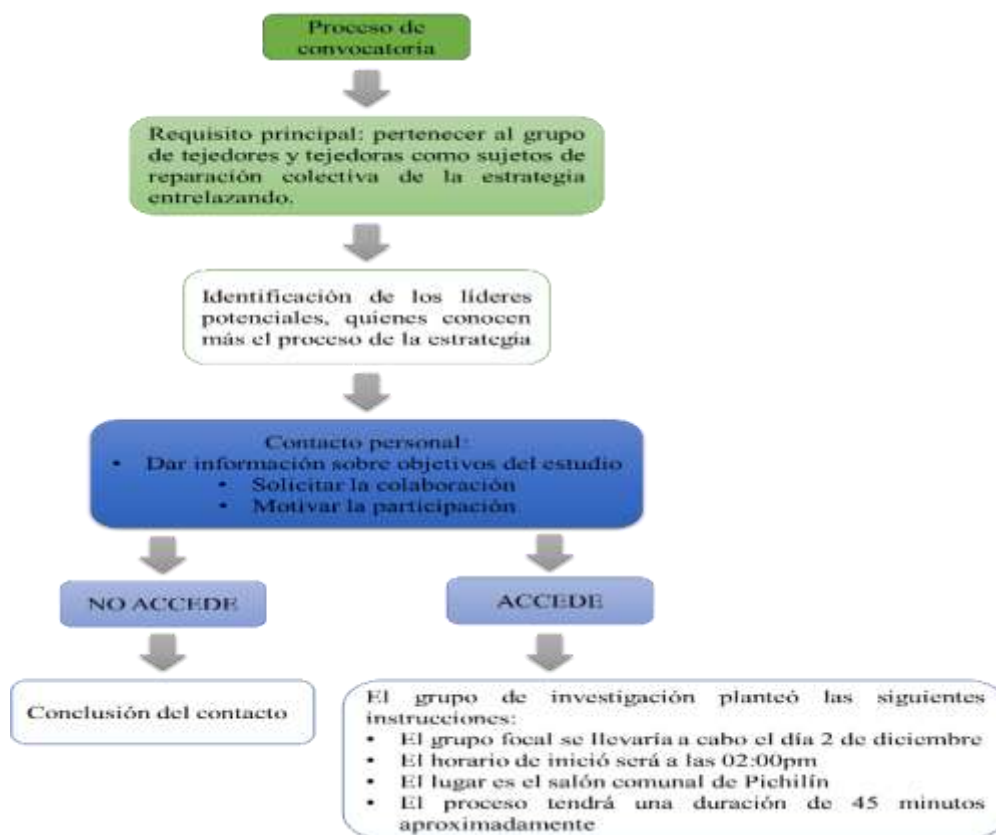 Proceso de
convocatoria
Requisito principal: pertenecer al grupo
de tejedores y tejedoras como sujetos de
reparación colectiva de la estrategia
entrelazando.
Identificación de los líderes
potenciales, quienes conocen
más el proceso de la estrategia
Contacto personal:
• Dar información sobre objetivos del estudio
• Solicitar la colaboración
• Motivar la participación
NO ACCEDE
ACCEDE
Conclusión del contacto
El grupo de investigación planteó las siguientes
instrucciones:
• El grupo focal se llevaría a cabo el día 2 de diciembre
• El horario de inició será a las 02:00pm
• El lugar es el salón comunal de Pichilín
• El proceso tendrá una duración de 45 minutos
aproximadamente